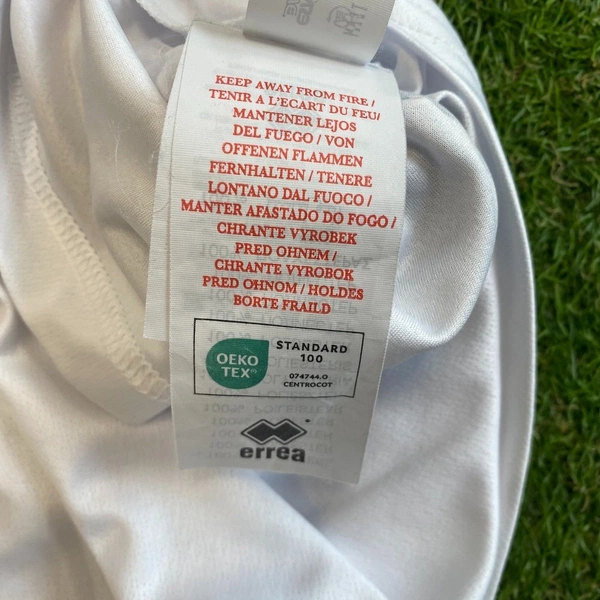 KEEP AWAY FROM FIRE /
TENIR A L'ECART DU FEU/
MANTENER LEJOS
DEL FUEGO / VON
OFFENEN FLAMMEN
FERNHALTEN / TENERE
LONTANO DAL FUOCO /
MANTER AFASTADO DO FOGO /
CHRANTE VYROBEK
PRED OHNEM /
CHRANTE VYROBOK
PRED OHNOM / HOLDES
BORTE FRAILD
OEKO
TEX®
STANDARD
100
074744.O
CENTROCOT
errea